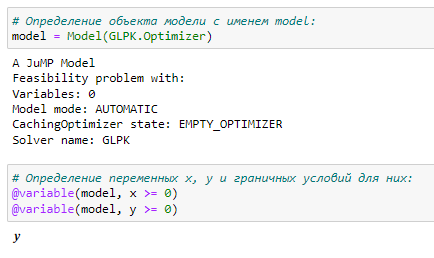 # Определение объекта модели с именем model:
model = Model(GLPK.Optimizer)
A JuMP Model
Feasibility problem with:
Variables: 0
Model mode: AUTOMATIC
CachingOptimizer state: EMPTY_OPTIMIZER
Solver name: GLPK
# Определение переменных x, y и граничных условий для них:
@variable(model, x >= 0)
@variable(model, y >= 0)
y